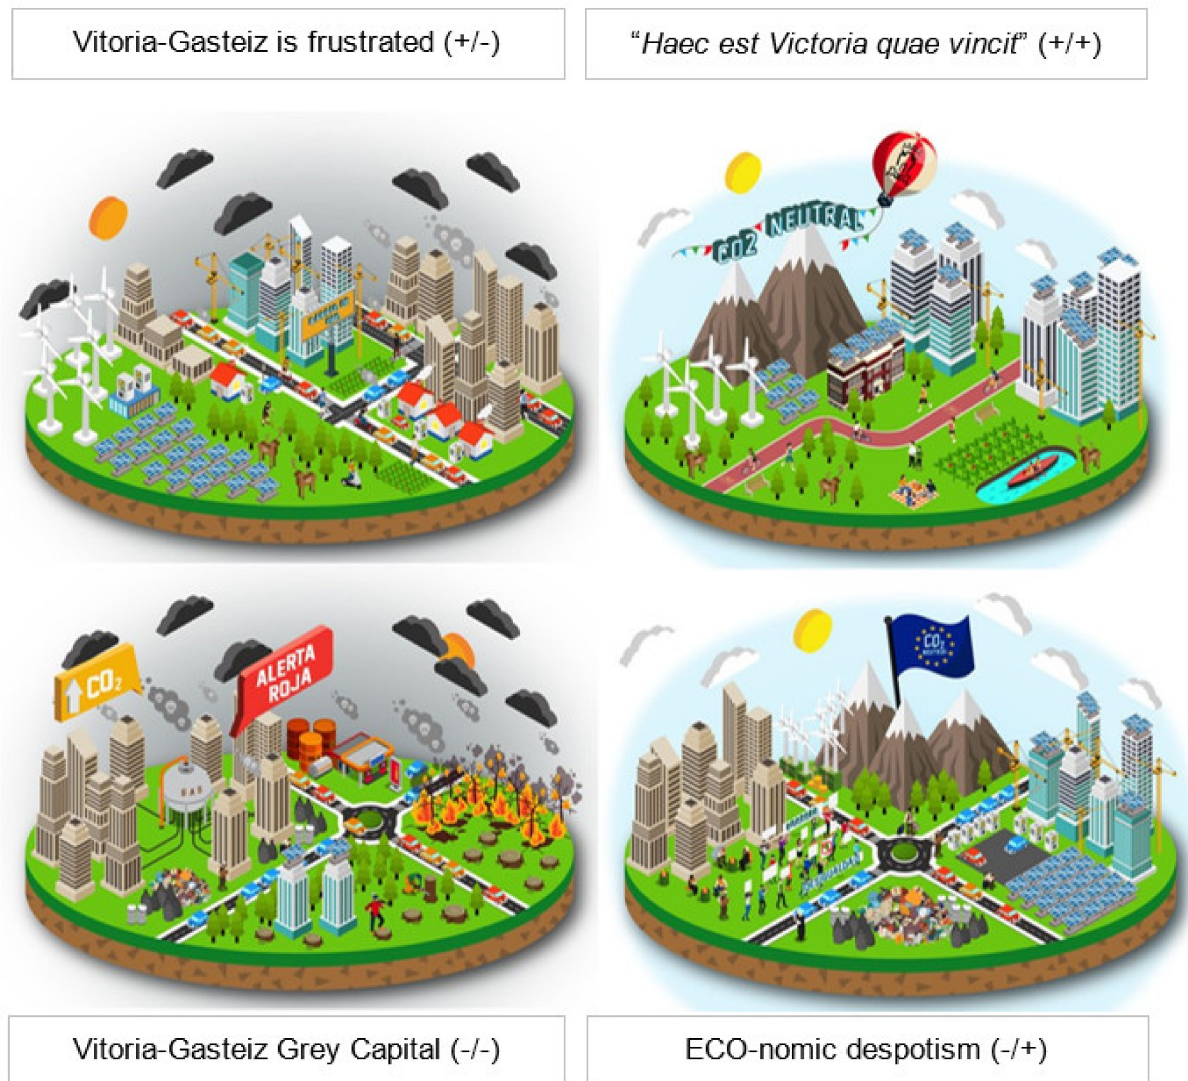 Vitoria-Gasteiz is frustrated (+/-)
“Haec est Victoria quae vincit” (+/+)
CO2 NEUTRAL
CO2
ALERTA
ROJA
GAS
CO2
NEUTRAL
Vitoria-Gasteiz Grey Capital (-/-)
ECO-nomic despotism (-/+)